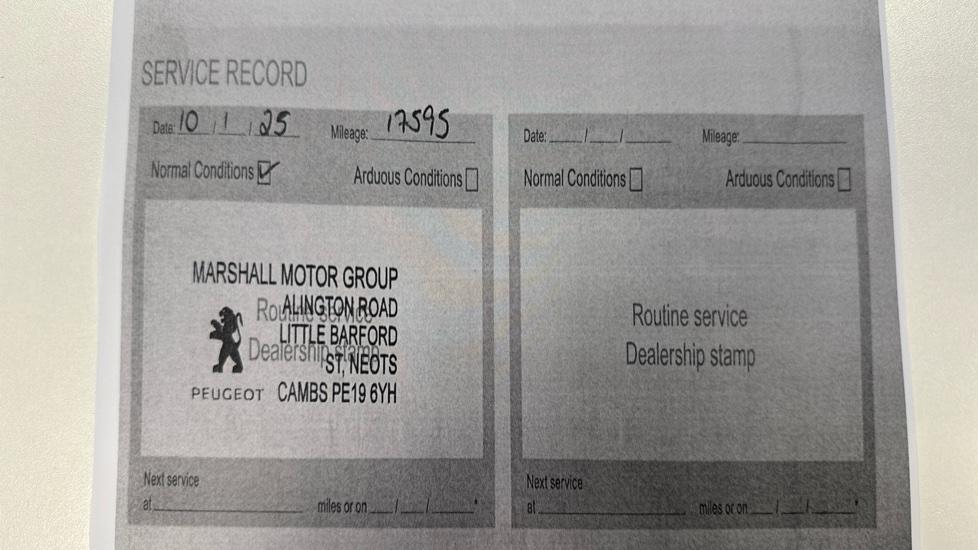 SERVICE RECORD
Date: 10 / 1 / 25 Mileage: 17595
Normal Conditions Arduous Conditions
MARSHALL MOTOR GROUP
Routine service
ALINGTON ROAD
LITTLE BARFORD
Dealership stamp
ST, NEOTS
PEUGEOT CAMBS PE19 6YH
Next service
at miles or on / / *
Date: / / Mileage:
Normal Conditions Arduous Conditions
Routine service
Dealership stamp
Next service
at miles or on / / *